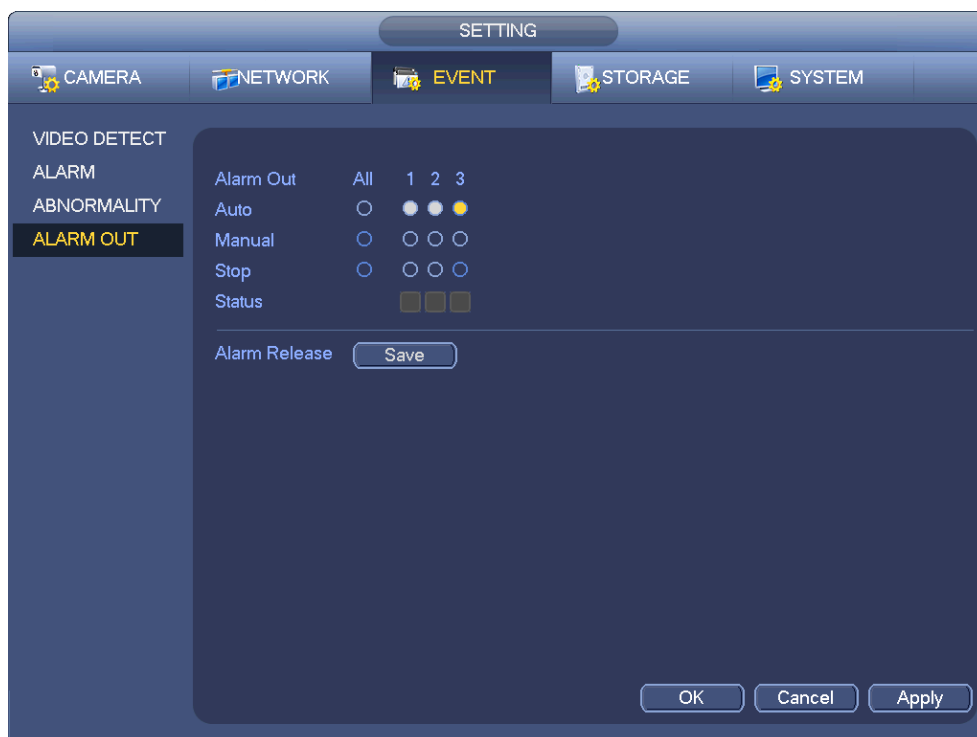 SETTING
CAMERA NETWORK EVENT STORAGE SYSTEM
VIDEO DETECT
ALARM
ABNORMALITY
ALARM OUT
Alarm Out All 1 2 3
Auto
Manual
Stop
Status
Alarm Release Save
OK Cancel Apply